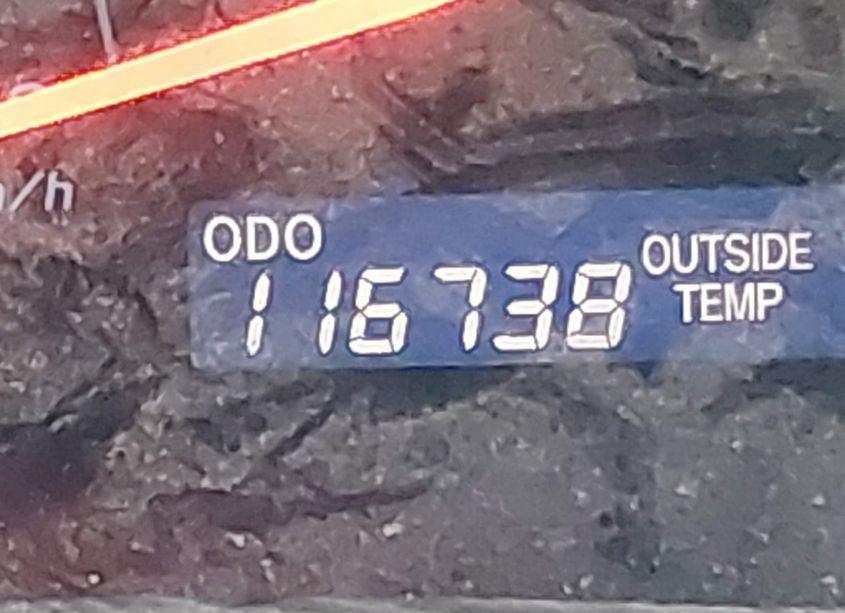 /h
ODO
116738
OUTSIDE
TEMP